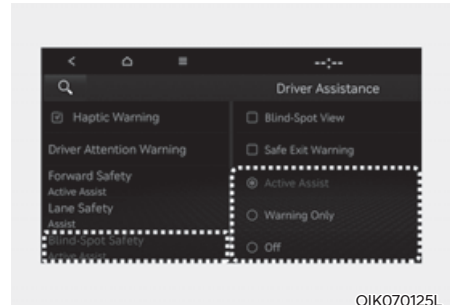 --:--
Driver Assistance
Haptic Warning
Driver Attention Warning
Forward Safety
Active Assist
Lane Safety
Assist
Blind-Spot Safety
Active Assist
Blind-Spot View
Safe Exit Warning
Active Assist
Warning Only
Off
OIK070125L